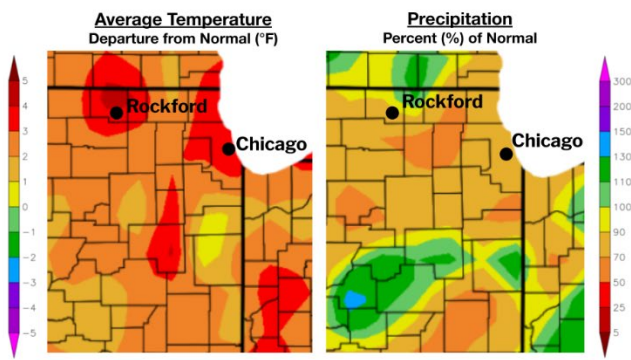 Average Temperature
Departure from Normal (°F)
Precipitation
Percent (%) of Normal
5
4
3
2
1
0
-1
-2
-3
-4
-5
Rockford
Chicago
Rockford
Chicago
300
200
150
130
110
100
90
70
50
25
5